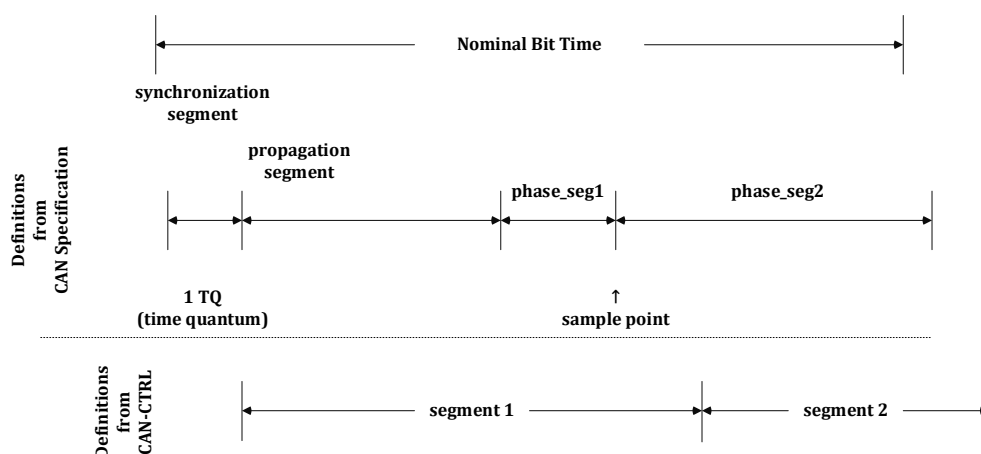 Nominal Bit Time
synchronization
segment
propagation
segment
phase_seg1
phase_seg2
Definitions
from
CAN Specification
1 TQ
(time quantum)
↑
sample point
Definitions
from
CAN-CTRL
segment 1
segment 2